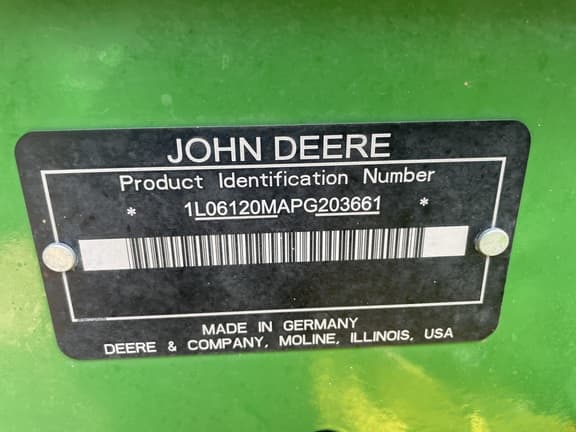 JOHN DEERE
Product Identification Number
* 1L06120MAPG203661 *
MADE IN GERMANY
DEERE & COMPANY, MOLINE, ILLINOIS, USA